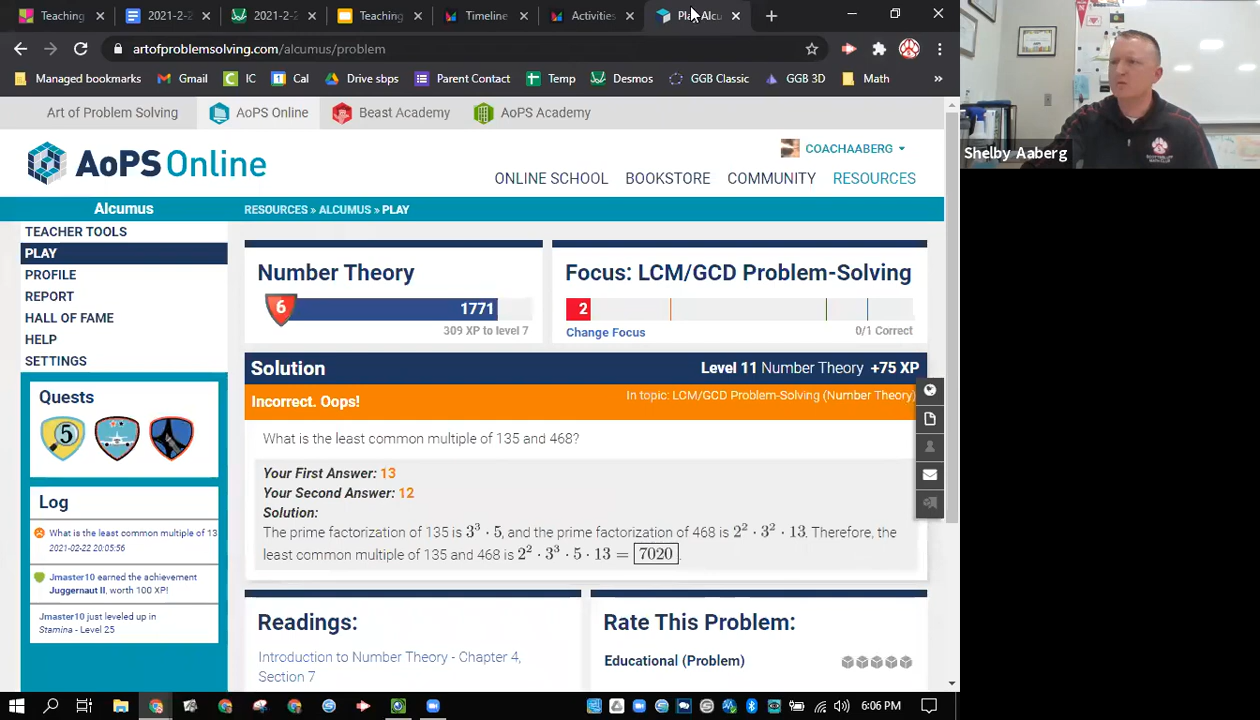 Teaching
2021-2-2
2021-2-2
Teaching
Timeline
Activities
Play Alcu
artofproblemsolving.com/alcumus/problem
Managed bookmarks
Gmail
IC
Cal
Drive sbps
Parent Contact
Temp
Desmos
GGB Classic
GGB 3D
Math
»
Art of Problem Solving
AoPS Online
Beast Academy
AoPS Academy
AoPS Online
COACHAABERG
ONLINE SCHOOL
BOOKSTORE
COMMUNITY
RESOURCES
Alcumus
RESOURCES » ALCUMUS » PLAY
TEACHER TOOLS
PLAY
PROFILE
REPORT
HALL OF FAME
HELP
SETTINGS
Quests
5
Log
What is the least common multiple of 13
2021-02-22 20:05:56
Jmaster10 earned the achievement
Juggernaut II, worth 100 XP!
Jmaster10 just leveled up in
Stamina - Level 25
Number Theory
6
1771
309 XP to level 7
Focus: LCM/GCD Problem-Solving
2
Change Focus
0/1 Correct
Solution
Level 11 Number Theory +75 XP
Incorrect. Oops!
In topic: LCM/GCD Problem-Solving (Number Theory)
What is the least common multiple of 135 and 468?
Your First Answer: 13
Your Second Answer: 12
Solution:
The prime factorization of 135 is 3³ · 5, and the prime factorization of 468 is 2² · 3² · 13. Therefore, the
least common multiple of 135 and 468 is 2² · 3³ · 5 · 13 = 7020.
Readings:
Introduction to Number Theory - Chapter 4,
Section 7
Rate This Problem:
Educational (Problem)
6:06 PM
Shelby Aaberg